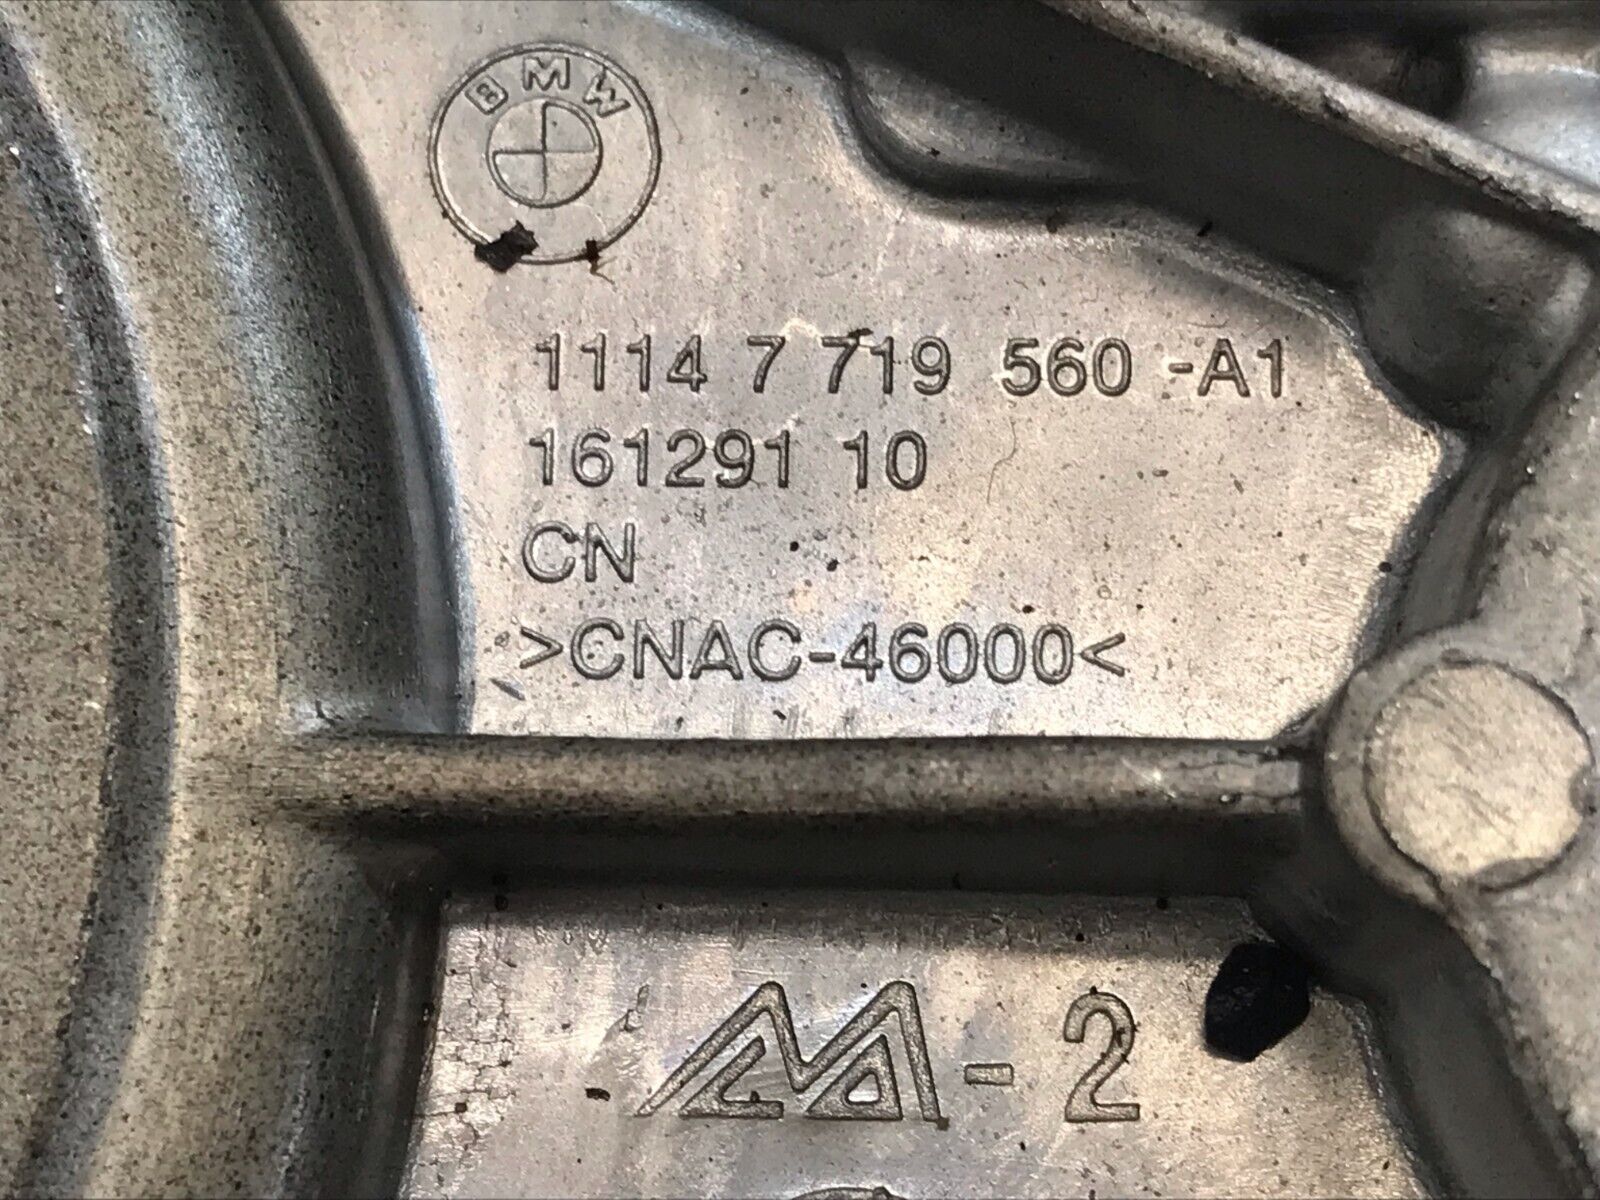 BMW
1114 7 719 560 -A1
161291 10
CN
>CNAC-46000<
-2